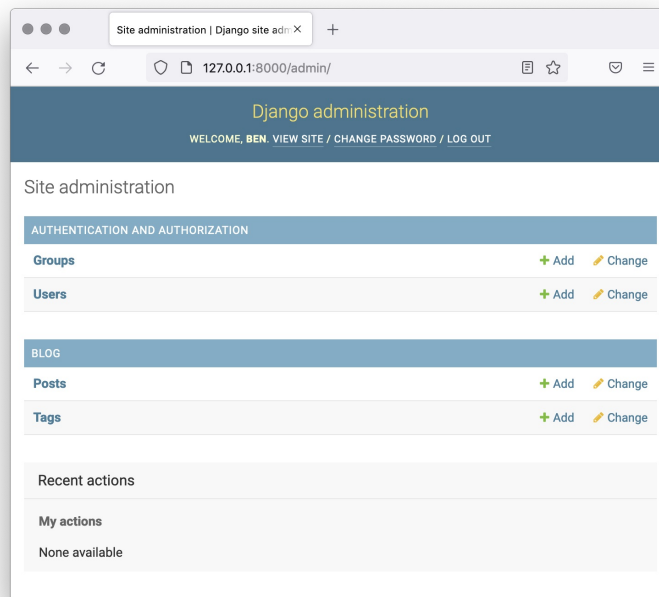 Site administration | Django site adm
127.0.0.1:8000/admin/
Django administration
WELCOME, BEN. VIEW SITE / CHANGE PASSWORD / LOG OUT
Site administration
AUTHENTICATION AND AUTHORIZATION
Groups + Add Change
Users + Add Change
BLOG
Posts + Add Change
Tags + Add Change
Recent actions
My actions
None available